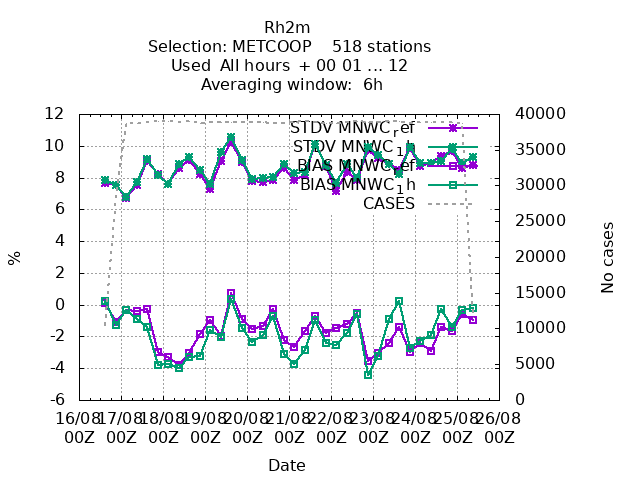 Rh2m
Selection: METCOOP 518 stations
Used All hours + 00 01 ... 12
Averaging window: 6h
12
10
8
6
4
2
0
-2
-4
-6
40000
35000
30000
25000
20000
15000
10000
5000
0
STDV MNWC_ref
STDV MNWC_1h
BIAS MNWC_ref
BIAS MNWC_1h
CASES
%
No cases
16/08 17/08 18/08 19/08 20/08 21/08 22/08 23/08 24/08 25/08 26/08
00Z 00Z 00Z 00Z 00Z 00Z 00Z 00Z 00Z 00Z 00Z
Date